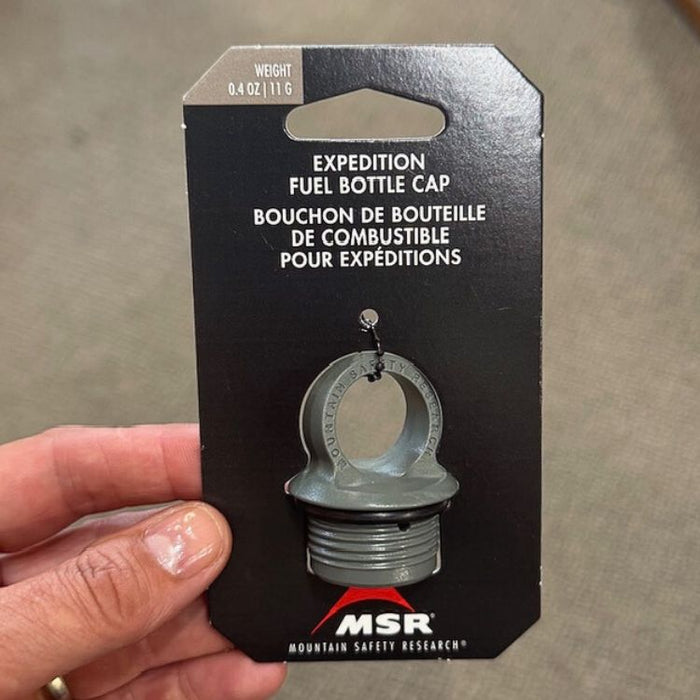 WEIGHT
0.4 OZ | 11 G
EXPEDITION
FUEL BOTTLE CAP
BOUCHON DE BOUTEILLE
DE COMBUSTIBLE
POUR EXPÉDITIONS
MOUNTAIN SAFETY RESEARCH
MSR®
MOUNTAIN SAFETY RESEARCH®